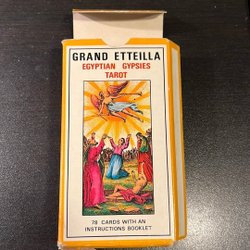 GRAND ETTEILLA
EGYPTIAN GYPSIES
TAROT
78 CARDS WITH AN
INSTRUCTIONS BOOKLET